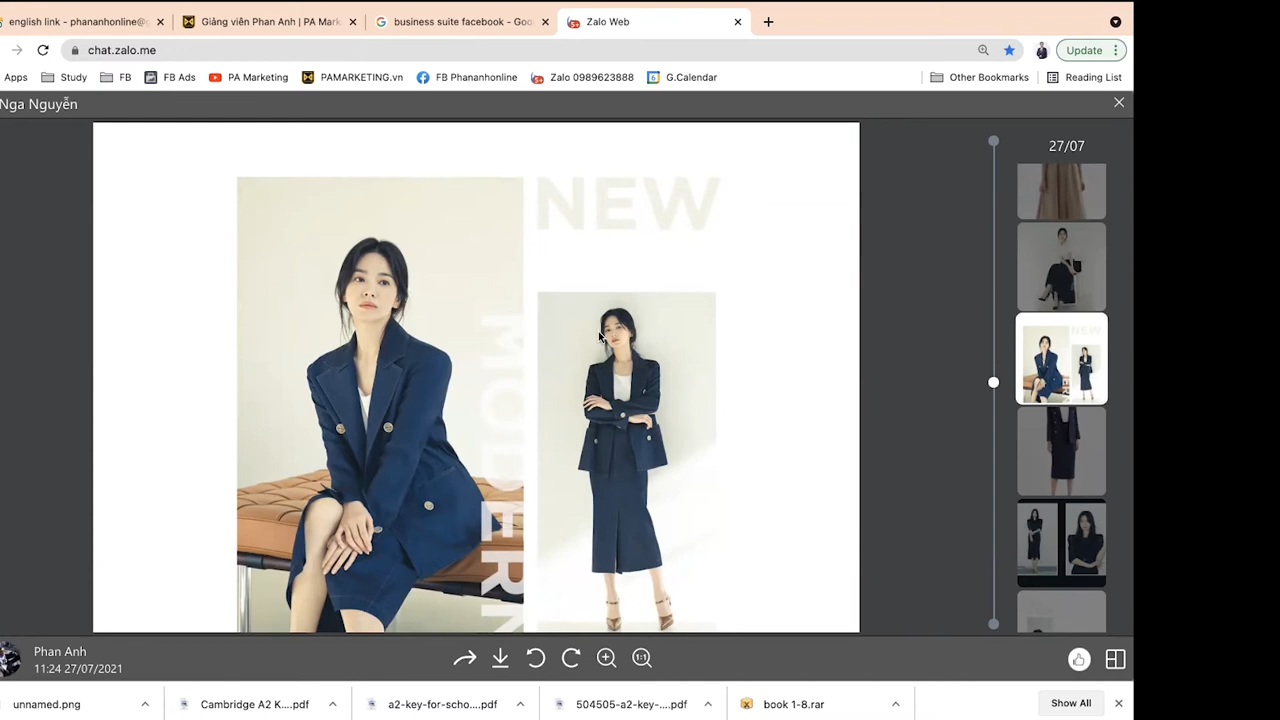 english link - phananhonline@g
Giảng viên Phan Anh | PA Mark
business suite facebook - Goo
Zalo Web
chat.zalo.me
Update
Apps
Study
FB
FB Ads
PA Marketing
PAMARKETING.vn
FB Phananhonline
Zalo 0989623888
G.Calendar
Other Bookmarks
Reading List
Nga Nguyễn
27/07
NEW
MODERN
NEW
Phan Anh
11:24 27/07/2021
1:1
unnamed.png
Cambridge A2 K....pdf
a2-key-for-scho....pdf
504505-a2-key-....pdf
book 1-8.rar
Show All